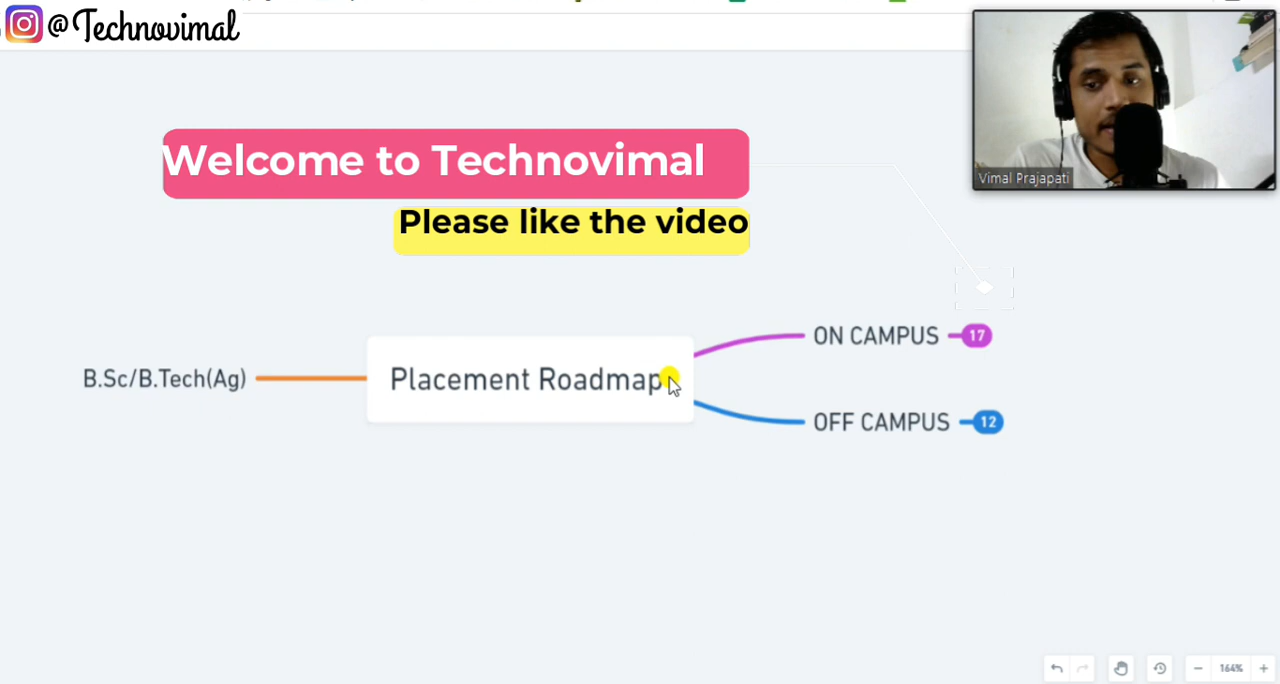 @Technovimal
Welcome to Technovimal
Please like the video
Vimal Prajapati
B.Sc/B.Tech(Ag)
Placement Roadmap
ON CAMPUS 17
OFF CAMPUS 12
164%